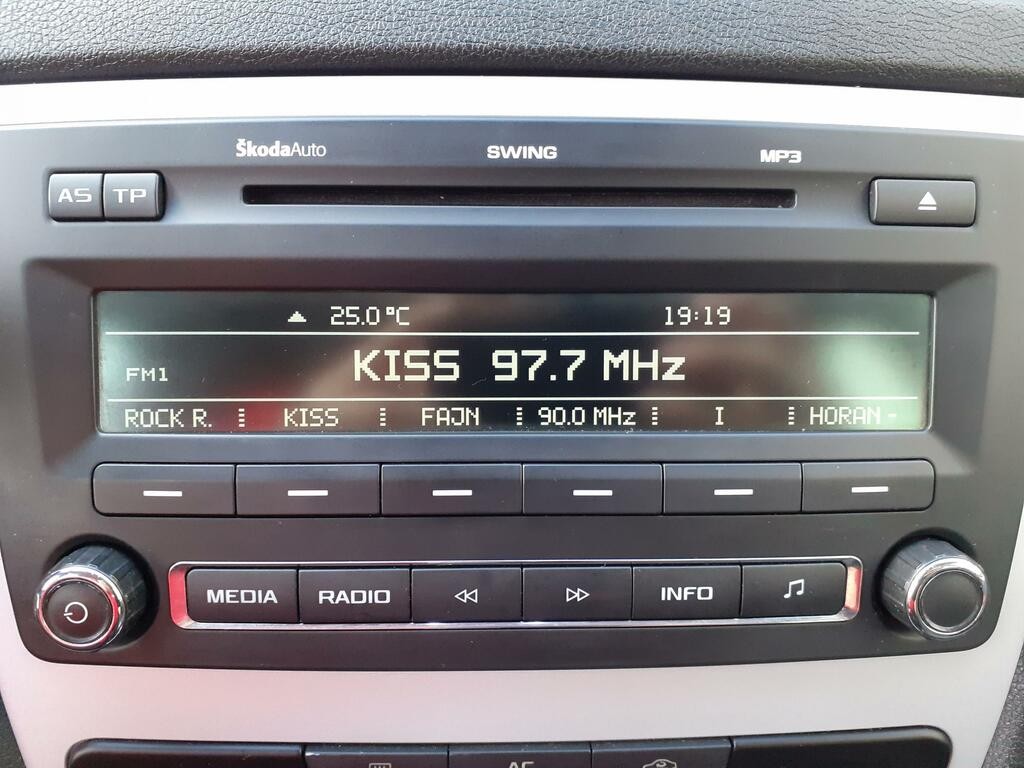 ŠkodaAuto SWING MP3
AS TP
25.0 °C 19:19
FM1 KISS 97.7 MHz
ROCK R. KISS FAJN 90.0 MHz I HORAN-
MEDIA RADIO INFO